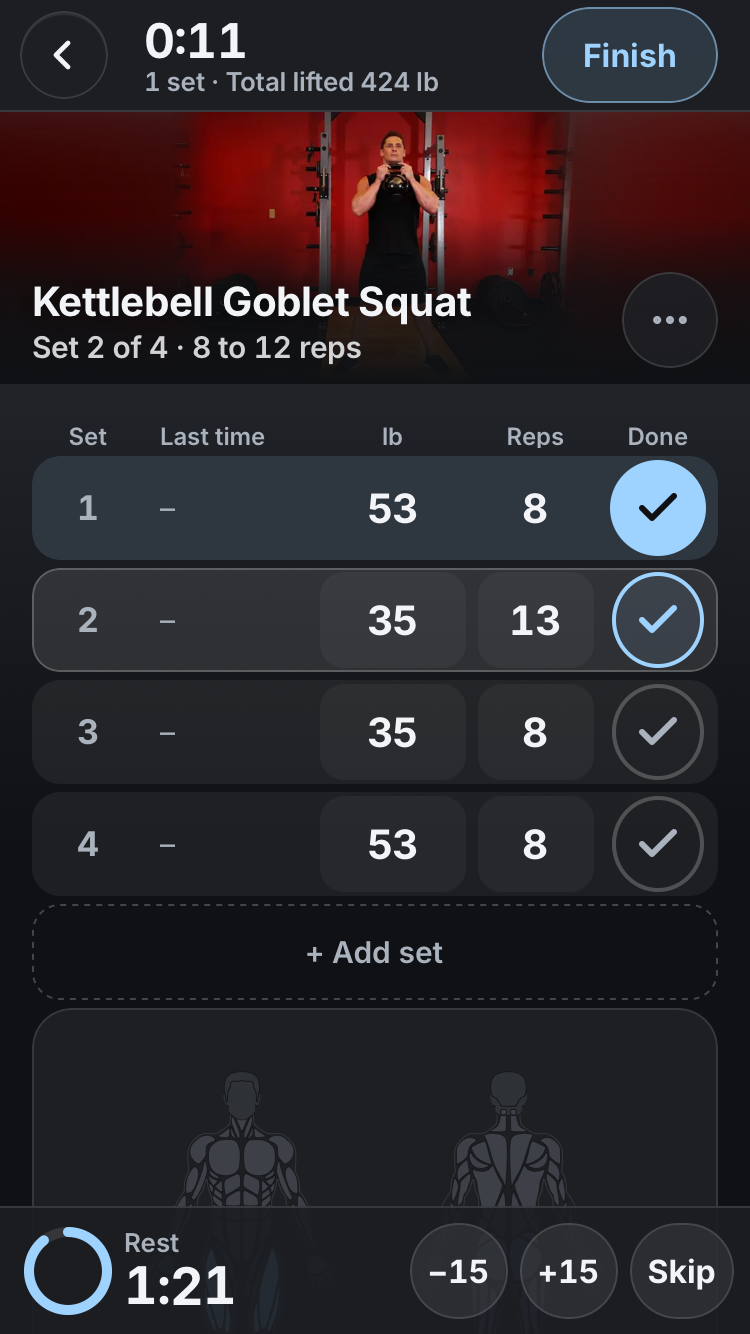 0:11
1 set · Total lifted 424 lb
Finish
Kettlebell Goblet Squat
Set 2 of 4 · 8 to 12 reps
Set Last time lb Reps Done
1 – 53 8
2 – 35 13
3 – 35 8
4 – 53 8
+ Add set
Rest
1:21
−15 +15 Skip